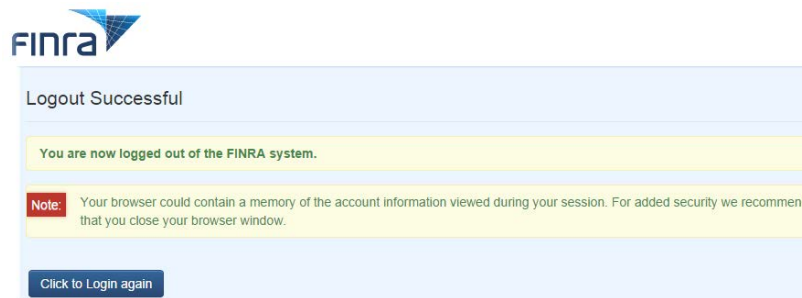 Finra
Logout Successful
You are now logged out of the FINRA system.
Note: Your browser could contain a memory of the account information viewed during your session. For added security we recommen
that you close your browser window.
Click to Login again